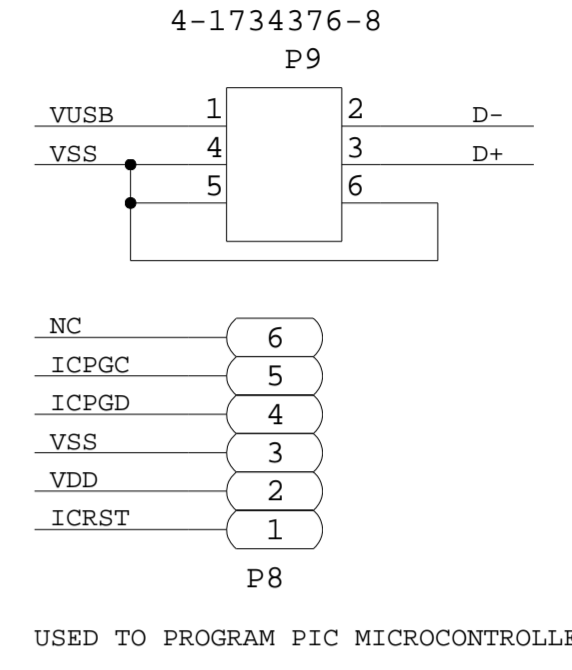 4-1734376-8
P9
VUSB 1 2 D-
VSS 4 3 D+
5 6
NC 6
ICPGC 5
ICPGD 4
VSS 3
VDD 2
ICRST 1
P8
USED TO PROGRAM PIC MICROCONTROLLE